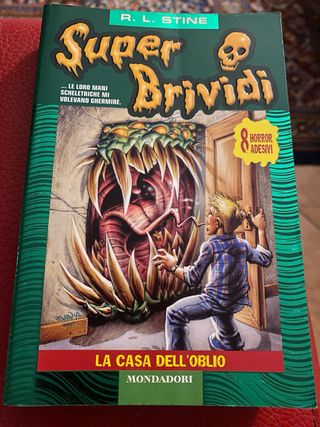 R. L. STINE
Super
Brividi
... LE LORO MANI
SCHELETRICHE MI
VOLEVANO GHERMIRE.
8 HORROR
ADESIVI
LA CASA DELL'OBLIO
MONDADORI